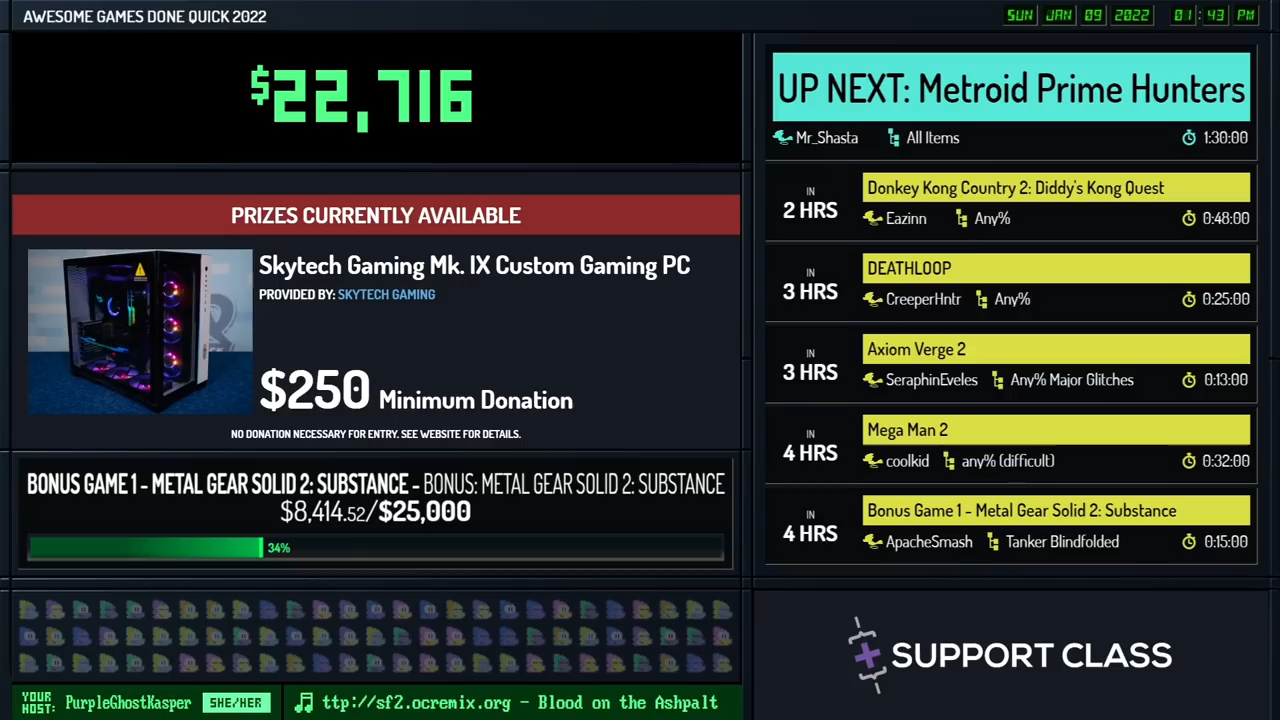 AWESOME GAMES DONE QUICK 2022
SUN JAN 09 2022 01:43 PM
$22,716
PRIZES CURRENTLY AVAILABLE
Skytech Gaming Mk. IX Custom Gaming PC
PROVIDED BY: SKYTECH GAMING
$250 Minimum Donation
NO DONATION NECESSARY FOR ENTRY. SEE WEBSITE FOR DETAILS.
BONUS GAME 1 - METAL GEAR SOLID 2: SUBSTANCE - BONUS: METAL GEAR SOLID 2: SUBSTANCE
$8,414.52/$25,000
34%
UP NEXT: Metroid Prime Hunters
Mr_Shasta All Items 1:30:00
IN
2 HRS
Donkey Kong Country 2: Diddy's Kong Quest
Eazinn Any% 0:48:00
IN
3 HRS
DEATHLOOP
CreeperHntr Any% 0:25:00
IN
3 HRS
Axiom Verge 2
SeraphinEveles Any% Major Glitches 0:13:00
IN
4 HRS
Mega Man 2
coolkid any% (difficult) 0:32:00
IN
4 HRS
Bonus Game 1 - Metal Gear Solid 2: Substance
ApacheSmash Tanker Blindfolded 0:15:00
SUPPORT CLASS
YOUR
HOST: PurpleGhostKasper SHE/HER
ttp://sf2.ocremix.org - Blood on the Ashpalt